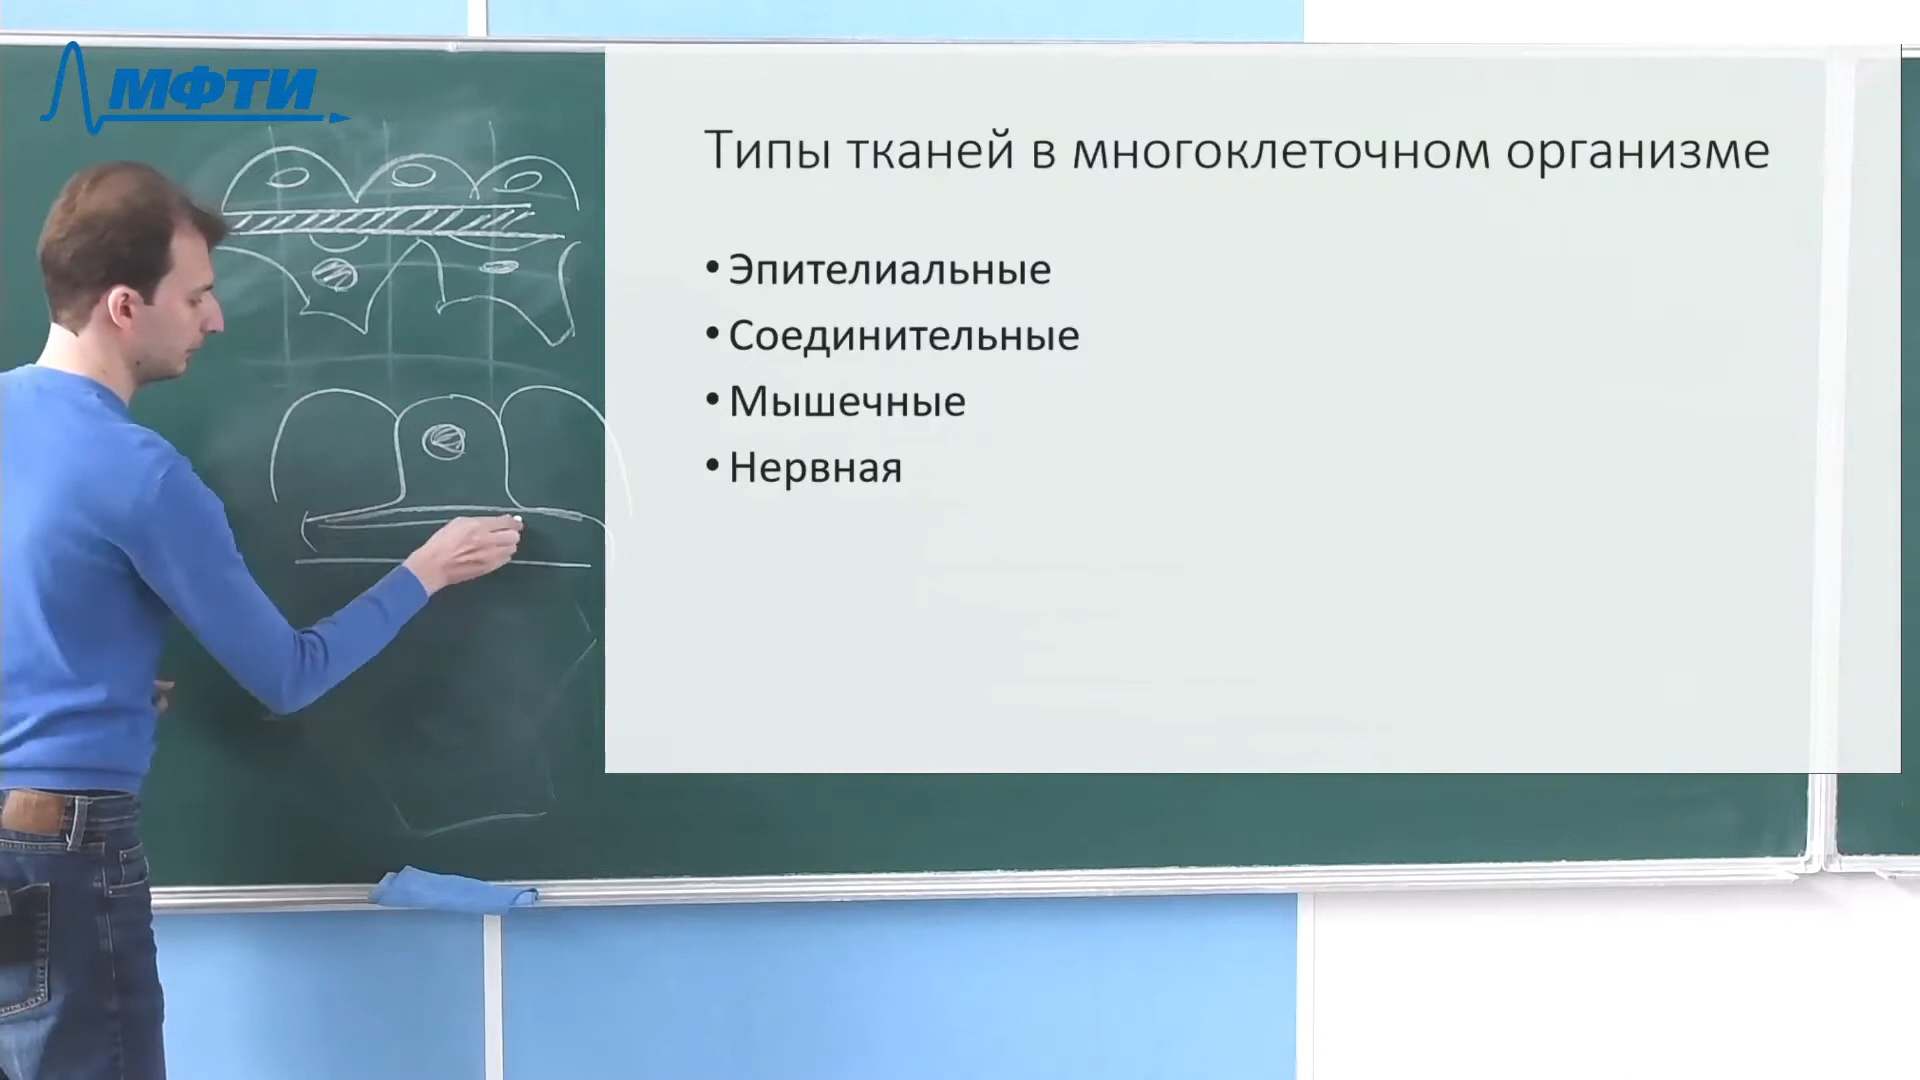 МФТИ
Типы тканей в многоклеточном организме
• Эпителиальные
• Соединительные
• Мышечные
• Нервная